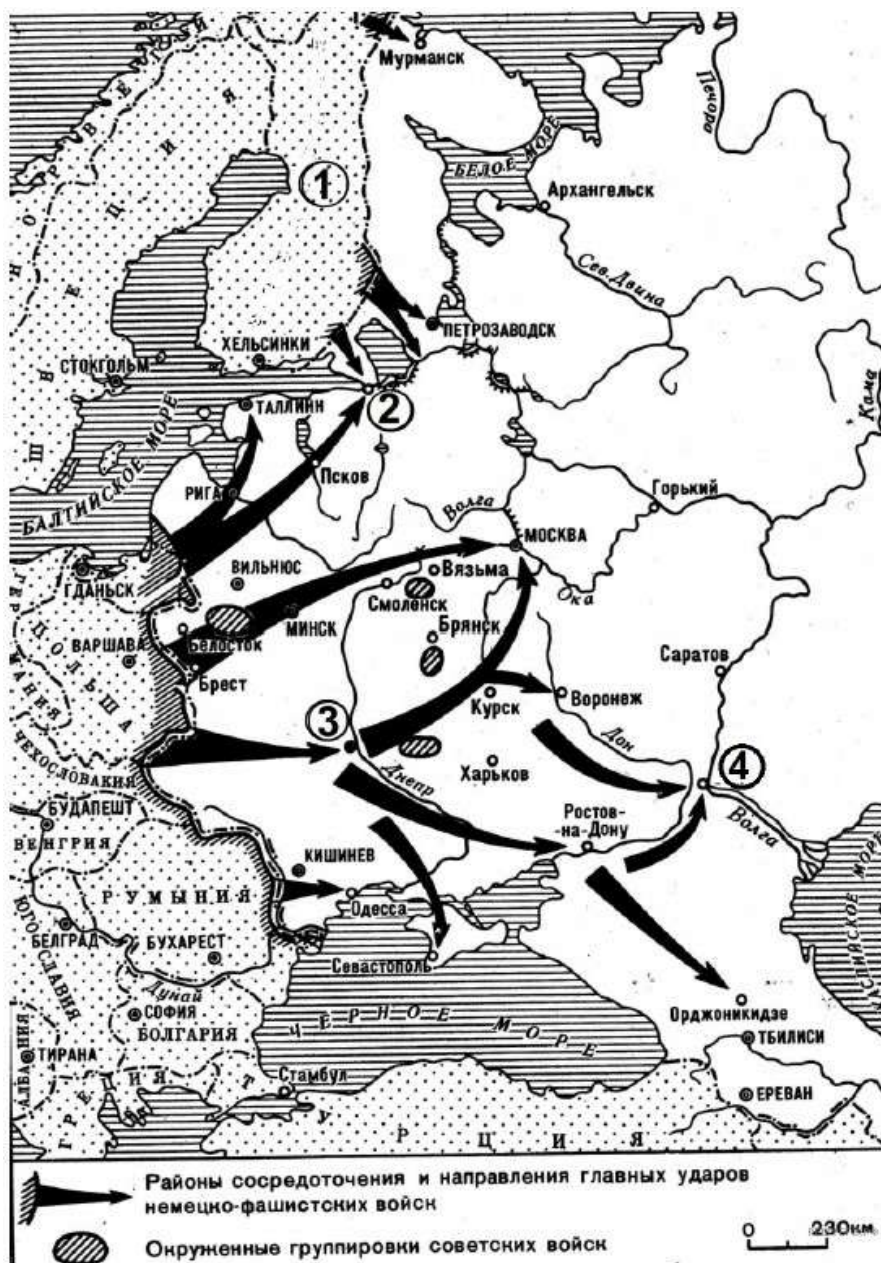 Мурманск
Печора
НОРВЕГИЯ
ШВЕЦИЯ
1
БЕЛОЕ МОРЕ
Архангельск
Сев. Двина
ПЕТРОЗАВОДСК
ХЕЛЬСИНКИ
СТОКГОЛЬМ
Кама
ТАЛЛИНН
2
БАЛТИЙСКОЕ МОРЕ
Псков
РИГА
Волга
Горький
МОСКВА
ГДАНЬСК
ВИЛЬНЮС
Вязьма
Ока
Смоленск
МИНСК
Брянск
ГЕРМАНИЯ
ПОЛЬША
Белосток
ВАРШАВА
Брест
Саратов
3
Курск
Воронеж
Дон
ЧЕХОСЛОВАКИЯ
Днепр
Харьков
4
БУДАПЕШТ
Ростов-
-на-Дону
Волга
ВЕНГРИЯ
КИШИНЕВ
РУМЫНИЯ
Одесса
КАСПИЙСКОЕ МОРЕ
ЮГОСЛАВИЯ
БЕЛГРАД
БУХАРЕСТ
Севастополь
Дунай
ЧЁРНОЕ МОРЕ
Орджоникидзе
СОФИЯ
БОЛГАРИЯ
ТБИЛИСИ
АЛБАНИЯ
ТИРАНА
Стамбул
ЕРЕВАН
ГРЕЦИЯ
ТУРЦИЯ
Районы сосредоточения и направления главных ударов
немецко-фашистских войск
0 230км
Окруженные группировки советских войск